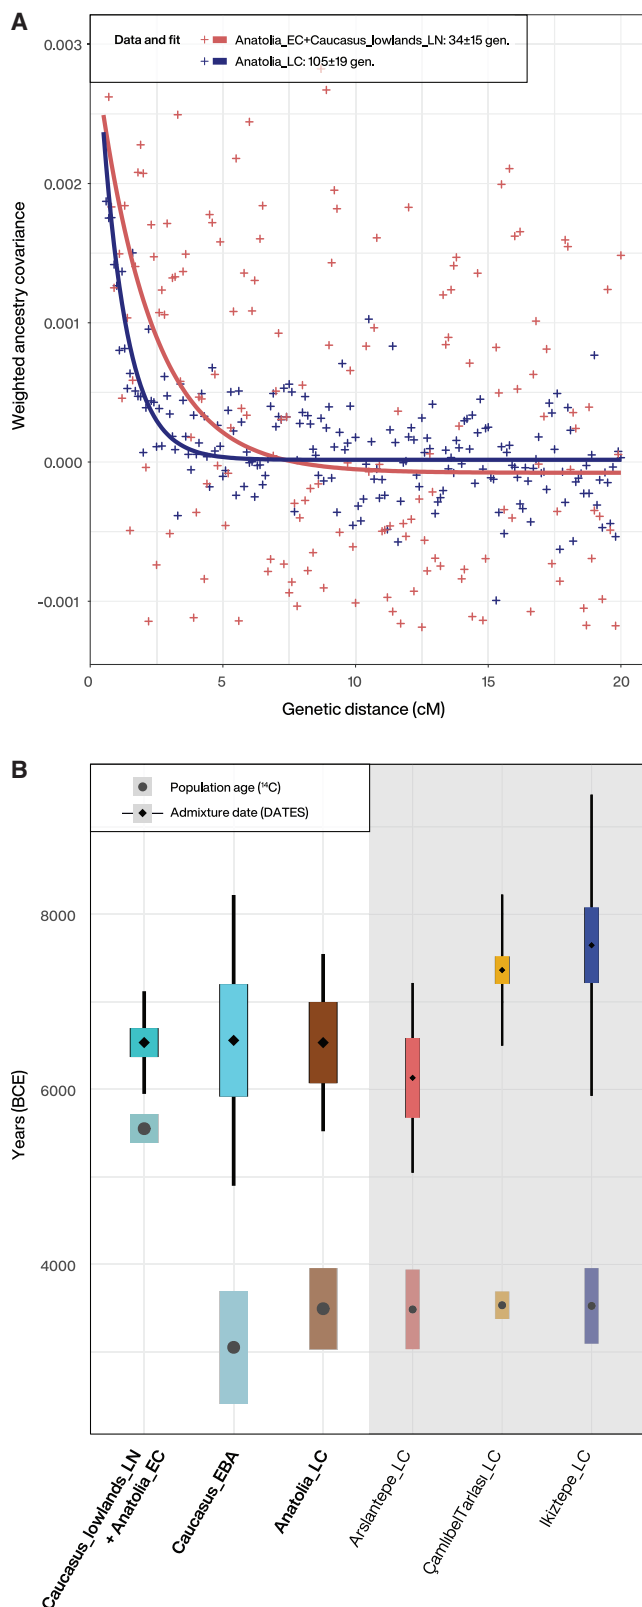 A
0.003
Data and fit
Anatolia_EC+Caucasus_lowlands_LN: 34±15 gen.
Anatolia_LC: 105±19 gen.
0.002
0.001
0.000
-0.001
Weighted ancestry covariance
0 5 10 15 20
Genetic distance (cM)
B
Population age (¹⁴C)
Admixture date (DATES)
8000
6000
4000
Years (BCE)
Caucasus_lowlands_LN
+ Anatolia_EC
Caucasus_EBA
Anatolia_LC
Arslantepe_LC
ÇamlıbelTarlası_LC
Ikiztepe_LC